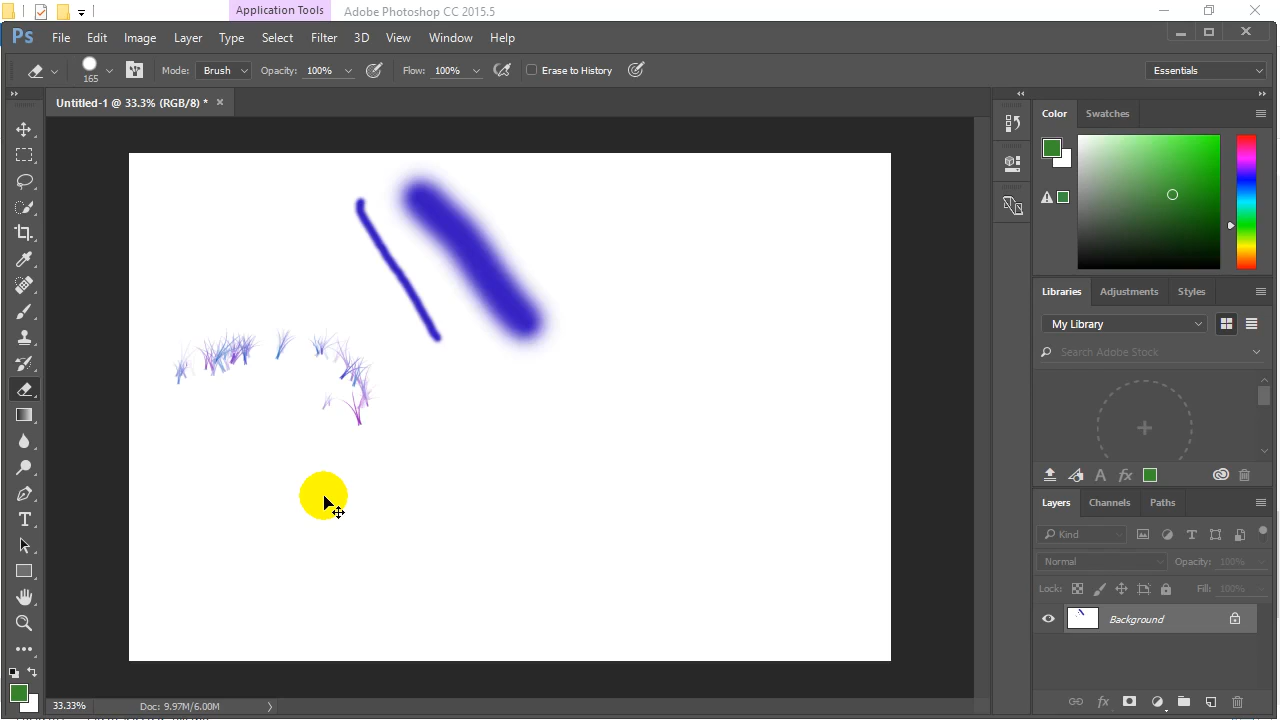 Application Tools
Adobe Photoshop CC 2015.5
Ps File Edit Image Layer Type Select Filter 3D View Window Help
165 Mode: Brush Opacity: 100% Flow: 100% Erase to History Essentials
Untitled-1 @ 33.3% (RGB/8) * ×
Color Swatches
Libraries Adjustments Styles
My Library
Search Adobe Stock
Layers Channels Paths
Kind
Normal Opacity: 100%
Lock: Fill: 100%
Background
33.33% Doc: 9.97M/6.00M